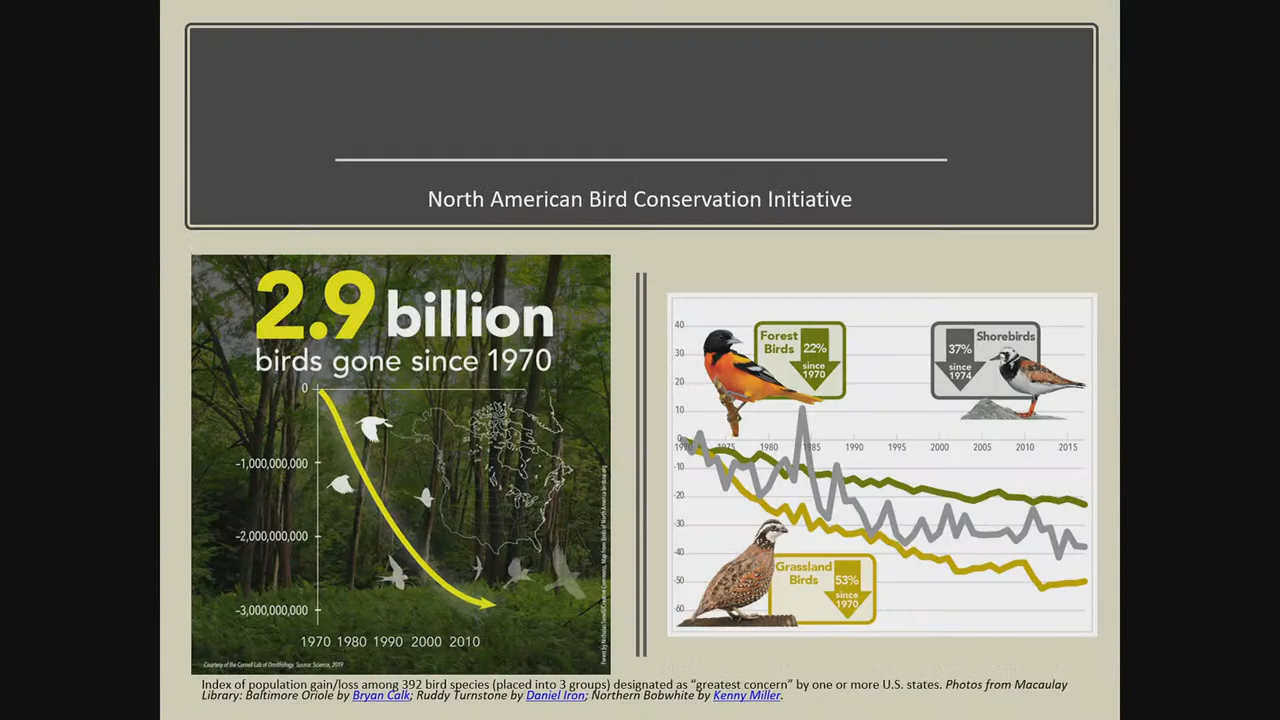 North American Bird Conservation Initiative
2.9 billion
birds gone since 1970
0
-1,000,000,000
-2,000,000,000
-3,000,000,000
1970 1980 1990 2000 2010
Courtesy of the Cornell Lab of Ornithology. Source: Science, 2019
40
30
20
10
0
-10
-20
-30
-40
-50
-60
1975 1980 1985 1990 1995 2000 2005 2010 2015
Forest
Birds
22%
since
1970
Shorebirds
37%
since
1974
Grassland
Birds
53%
since
1970
Index of population gain/loss among 392 bird species (placed into 3 groups) designated as “greatest concern” by one or more U.S. states. Photos from Macaulay
Library: Baltimore Oriole by Bryan Calk; Ruddy Turnstone by Daniel Irons; Northern Bobwhite by Kenny Miller.